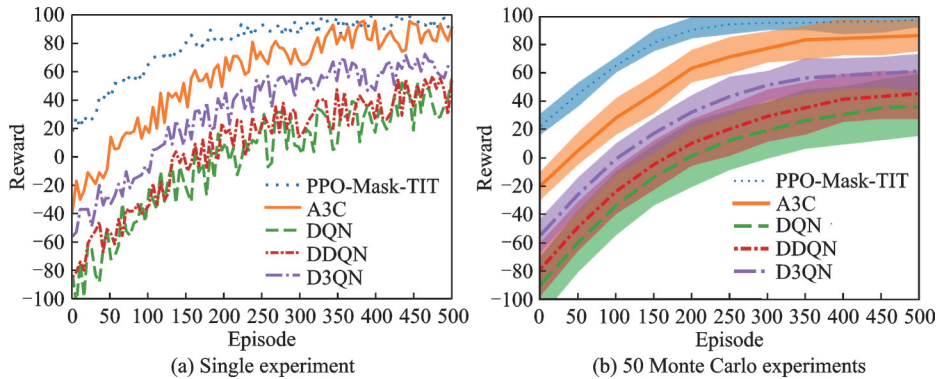 100
80
60
40
20
0
−20
−40
−60
−80
−100
Reward
PPO-Mask-TIT
A3C
DQN
DDQN
D3QN
0 50 100 150 200 250 300 350 400 450 500
Episode
(a) Single experiment
100
80
60
40
20
0
−20
−40
−60
−80
−100
Reward
PPO-Mask-TIT
A3C
DQN
DDQN
D3QN
0 50 100 150 200 250 300 350 400 450 500
Episode
(b) 50 Monte Carlo experiments